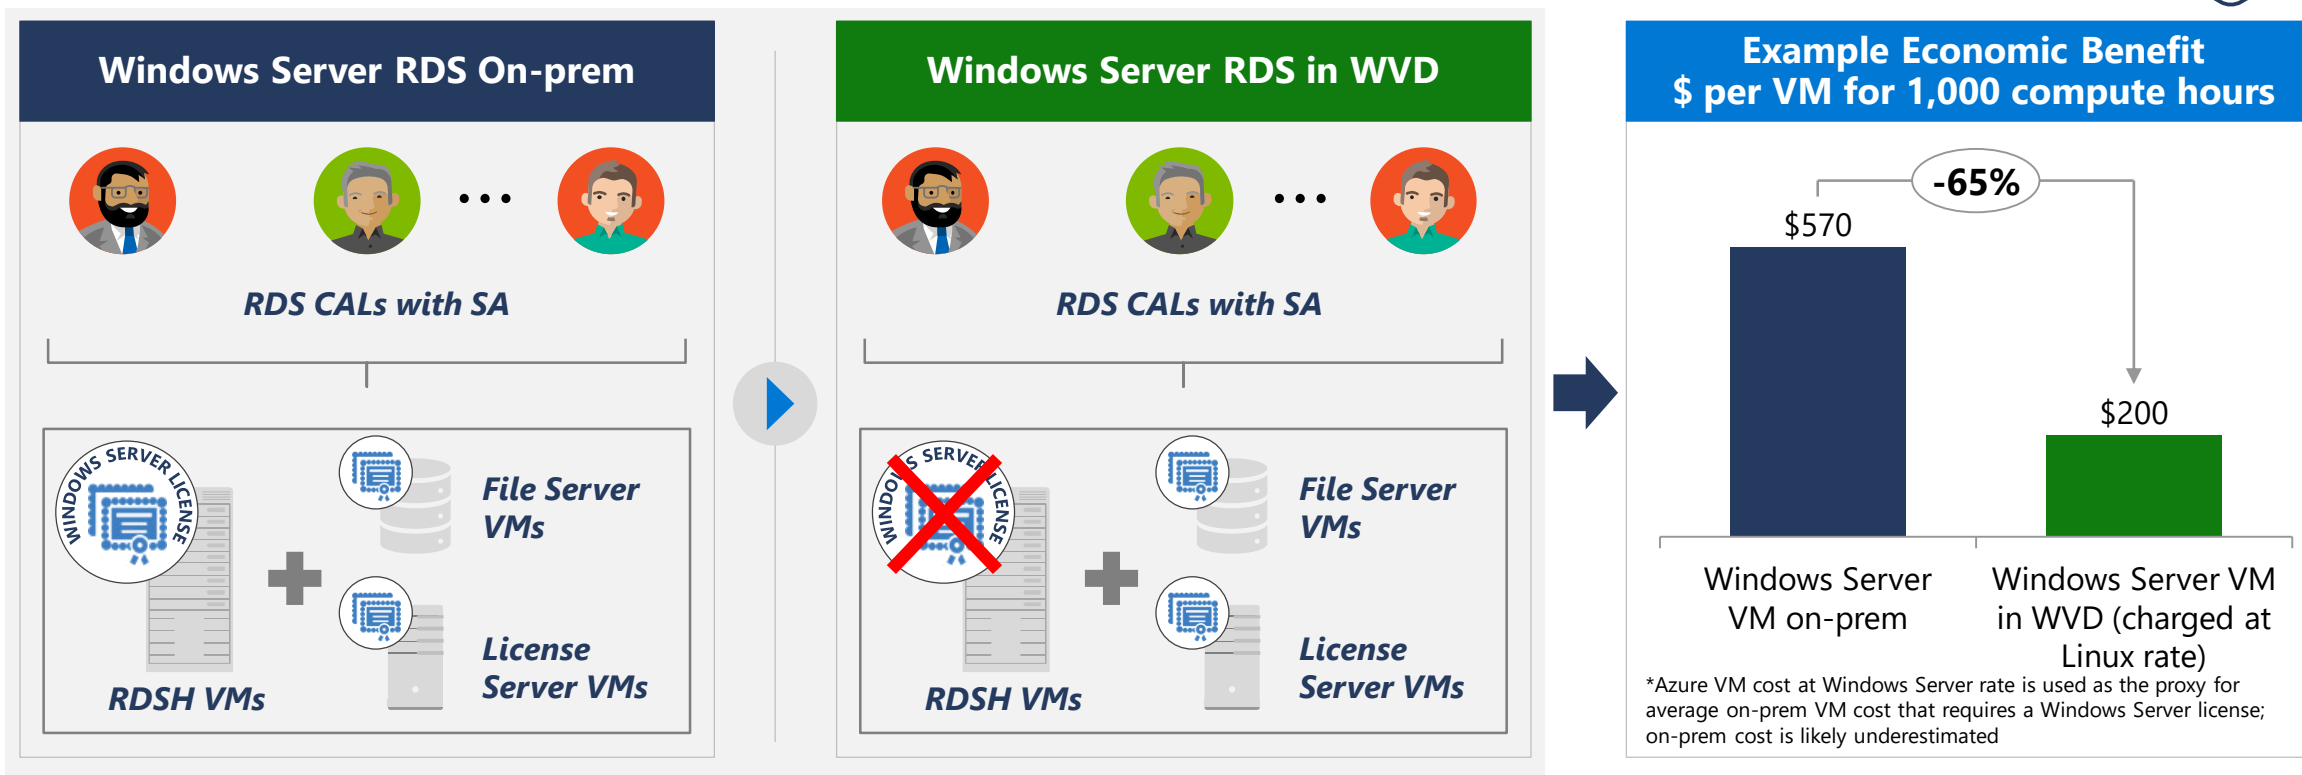 Windows Server RDS On-prem
RDS CALs with SA
WINDOWS SERVER LICENSE
File Server
VMs
License
Server VMs
RDSH VMs
Windows Server RDS in WVD
RDS CALs with SA
WINDOWS SERVER LICENSE
File Server
VMs
License
Server VMs
RDSH VMs
Example Economic Benefit
$ per VM for 1,000 compute hours
-65%
$570
$200
Windows Server
VM on-prem
Windows Server VM
in WVD (charged at
Linux rate)
*Azure VM cost at Windows Server rate is used as the proxy for
average on-prem VM cost that requires a Windows Server license;
on-prem cost is likely underestimated